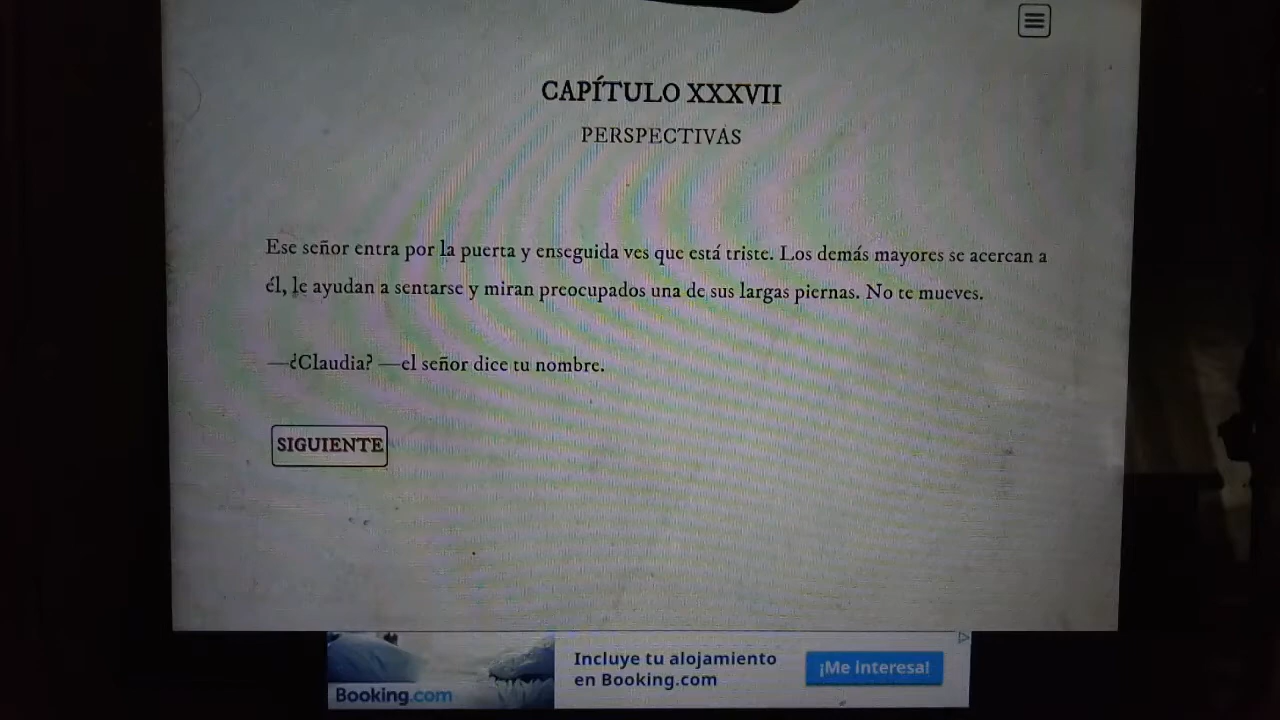 CAPÍTULO XXXVII
PERSPECTIVAS
Ese señor entra por la puerta y enseguida ves que está triste. Los demás mayores se acercan a
él, le ayudan a sentarse y miran preocupados una de sus largas piernas. No te mueves.
—¿Claudia? —el señor dice tu nombre.
SIGUIENTE
Incluye tu alojamiento
en Booking.com
¡Me interesa!
Booking.com